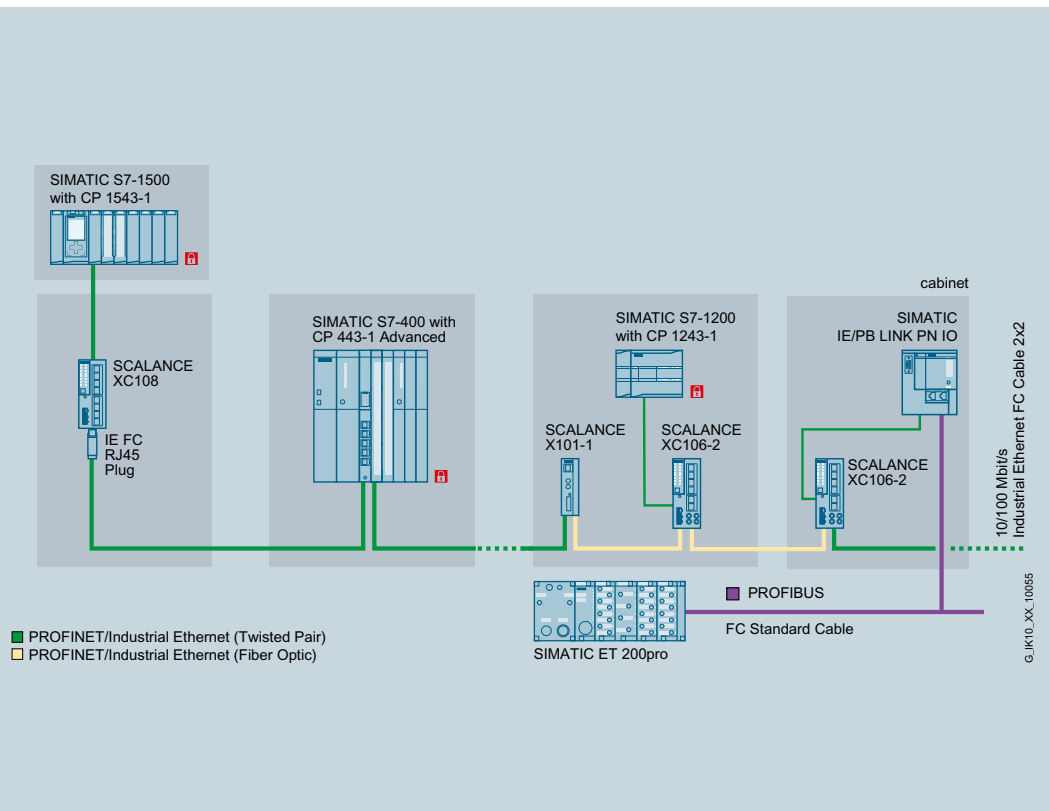 SIMATIC S7-1500
with CP 1543-1
SCALANCE
XC108
IE FC
RJ45
Plug
SIMATIC S7-400 with
CP 443-1 Advanced
SIMATIC S7-1200
with CP 1243-1
SCALANCE
X101-1
SCALANCE
XC106-2
cabinet
SIMATIC
IE/PB LINK PN IO
SCALANCE
XC106-2
10/100 Mbit/s
Industrial Ethernet FC Cable 2x2
PROFIBUS
FC Standard Cable
SIMATIC ET 200pro
PROFINET/Industrial Ethernet (Twisted Pair)
PROFINET/Industrial Ethernet (Fiber Optic)
G_IK10_XX_10055